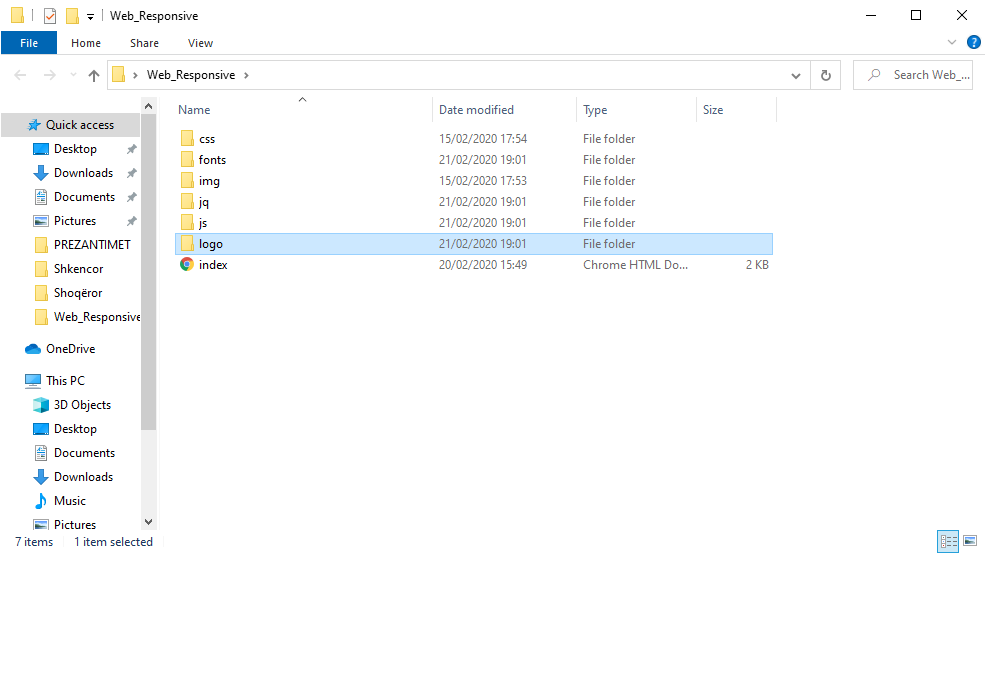 Web_Responsive
File Home Share View
Web_Responsive
Search Web_...
Name Date modified Type Size
Quick access
Desktop
Downloads
Documents
Pictures
PREZANTIMET
Shkencor
Shoqëror
Web_Responsive
OneDrive
This PC
3D Objects
Desktop
Documents
Downloads
Music
Pictures
css 15/02/2020 17:54 File folder
fonts 21/02/2020 19:01 File folder
img 15/02/2020 17:53 File folder
jq 21/02/2020 19:01 File folder
js 21/02/2020 19:01 File folder
logo 21/02/2020 19:01 File folder
index 20/02/2020 15:49 Chrome HTML Do... 2 KB
7 items 1 item selected